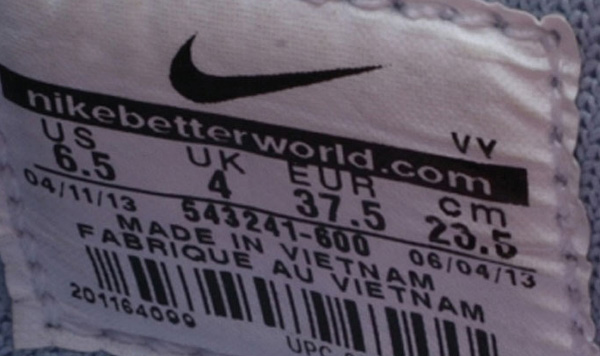 VY
nikebetterworld.com
US UK EUR cm
6.5 4 37.5 23.5
04/11/13 543241-600 06/04/13
MADE IN VIETNAM
FABRIQUE AU VIETNAM
201164099
UPC